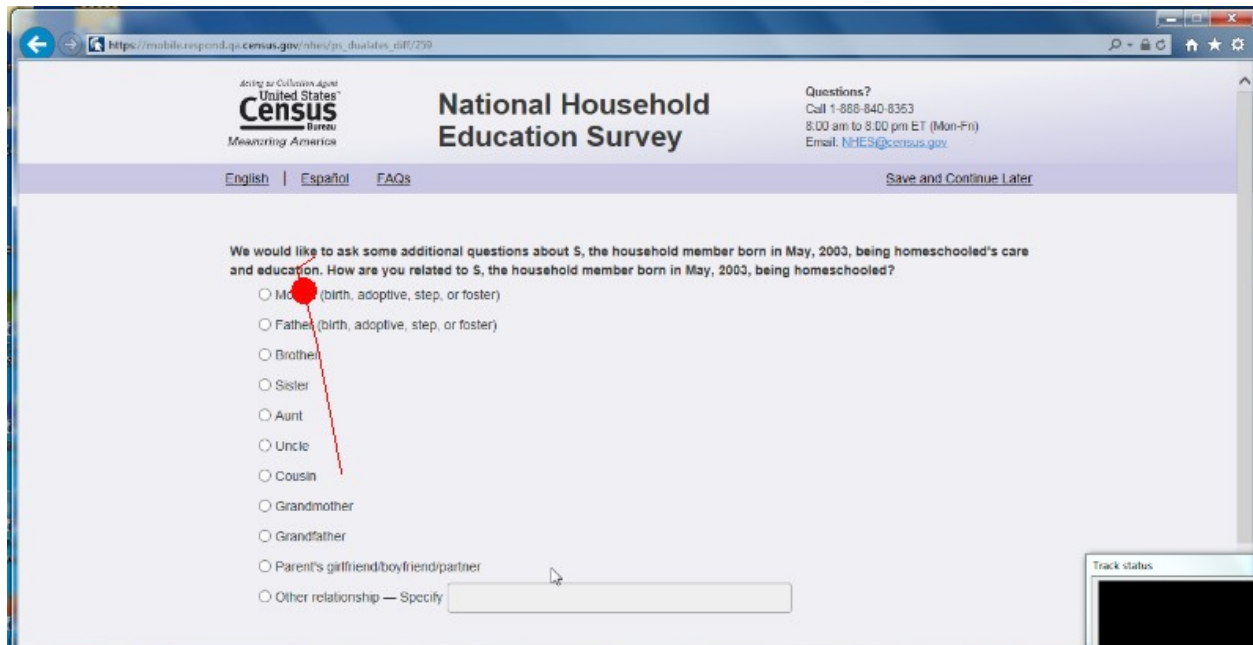 https://mobile.respond.qa.census.gov/nhes/ps_dualates_diff/259
Acting as Collection Agent
United States
Census
Bureau
Measuring America
National Household
Education Survey
Questions?
Call 1-888-840-8353
8:00 am to 8:00 pm ET (Mon-Fri)
Email: NHES@census.gov
English | Español FAQs Save and Continue Later
We would like to ask some additional questions about S, the household member born in May, 2003, being homeschooled's care
and education. How are you related to S, the household member born in May, 2003, being homeschooled?
(birth, adoptive, step, or foster)
Father (birth, adoptive, step, or foster)
Brother
Sister
Aunt
Uncle
Cousin
Grandmother
Grandfather
Parent's girlfriend/boyfriend/partner
Other relationship — Specify
Track status